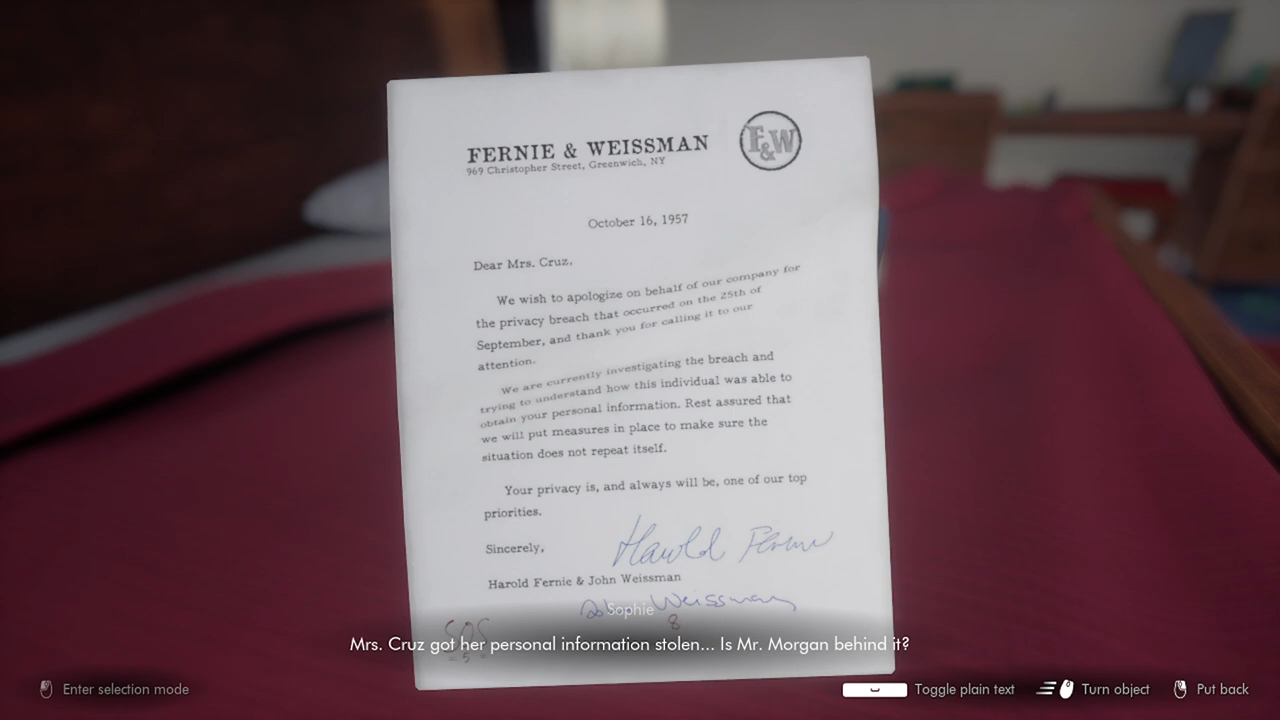 FERNIE & WEISSMAN
969 Christopher Street, Greenwich, NY
F&W
October 16, 1957
Dear Mrs. Cruz,
We wish to apologize on behalf of our company for
the privacy breach that occurred on the 25th of
September, and thank you for calling it to our
attention.
We are currently investigating the breach and
trying to understand how this individual was able to
obtain your personal information. Rest assured that
we will put measures in place to make sure the
situation does not repeat itself.
Your privacy is, and always will be, one of our top
priorities.
Sincerely,
Harold Fernie
Harold Fernie & John Weissman
Weissman
Sophie
8
Mrs. Cruz got her personal information stolen... Is Mr. Morgan behind it?
Enter selection mode
Toggle plain text
Turn object
Put back